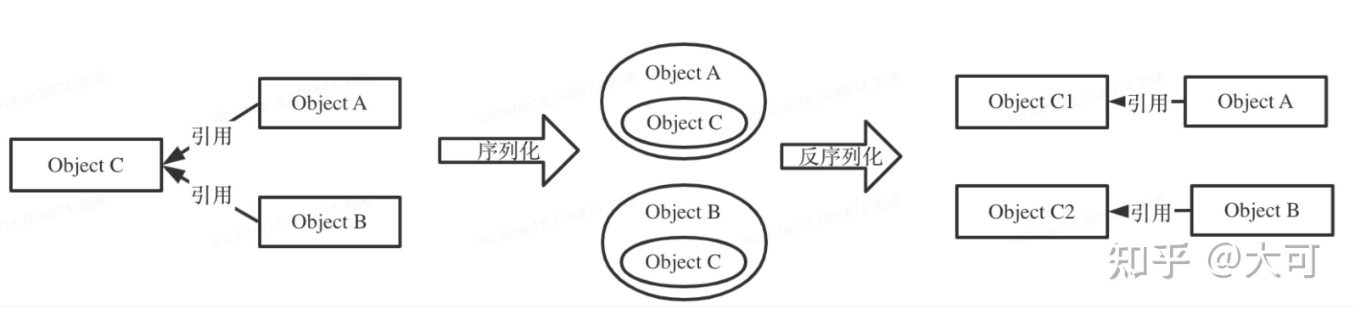 Object A
引用
Object C
引用
Object B
序列化
Object A
Object C
Object B
Object C
反序列化
Object C1
引用
Object A
Object C2
引用
Object B
知乎 @大可